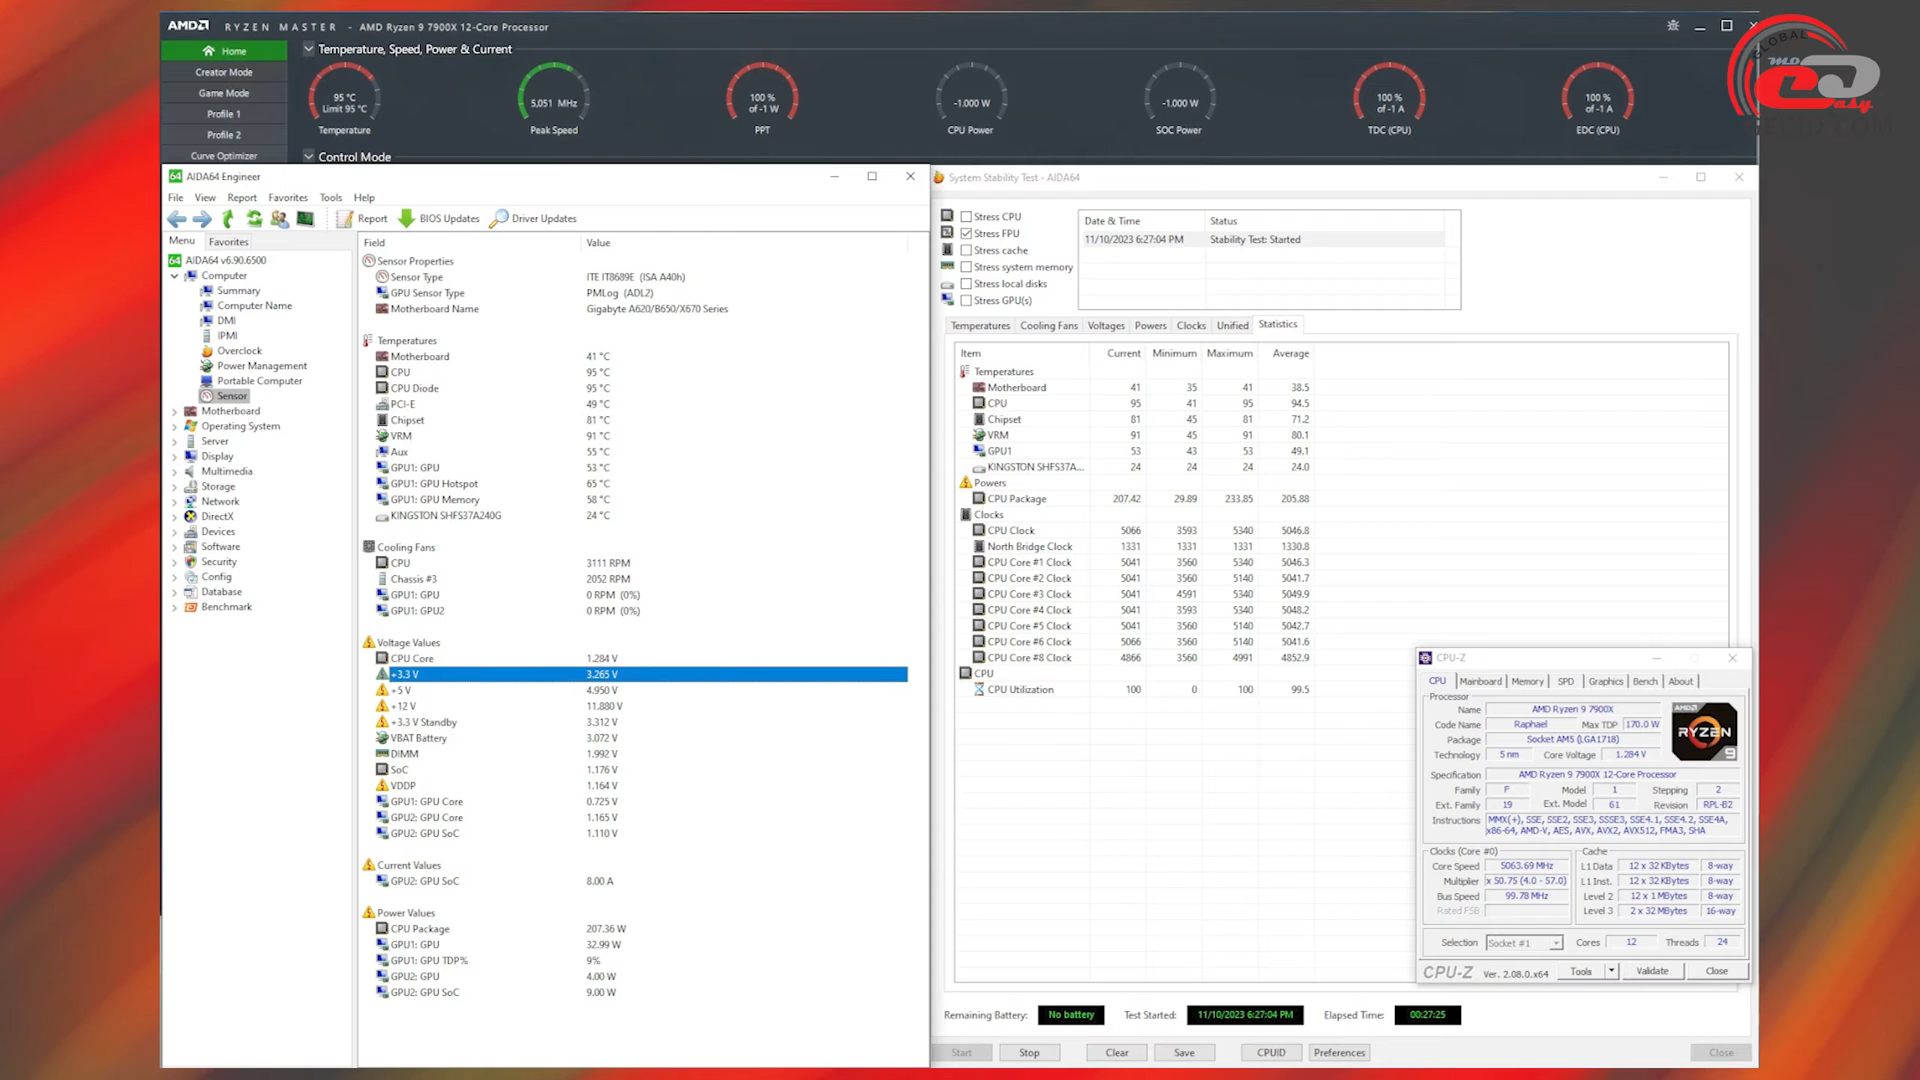 AMD RYZEN MASTER - AMD Ryzen 9 7900X 12-Core Processor
Home
Creator Mode
Game Mode
Profile 1
Profile 2
Curve Optimizer
Temperature, Speed, Power & Current
95 °C
Limit 95 °C
Temperature
5,051 MHz
Peak Speed
100 %
of -1 W
PPT
-1.000 W
CPU Power
-1.000 W
SOC Power
100 %
of -1 A
TDC (CPU)
100 %
of -1 A
EDC (CPU)
Control Mode
GLOBAL
easy
64 AIDA64 Engineer
File View Report Favorites Tools Help
Report BIOS Updates Driver Updates
Menu Favorites
64 AIDA64 v6.90.6500
Computer
Summary
Computer Name
DMI
IPMI
Overclock
Power Management
Portable Computer
Sensor
Motherboard
Operating System
Server
Display
Multimedia
Storage
Network
DirectX
Devices
Software
Security
Config
Database
Benchmark
Field Value
Sensor Properties
Sensor Type ITE IT8689E (ISA A40h)
GPU Sensor Type PMLog (ADL2)
Motherboard Name Gigabyte A620/B650/X670 Series
Temperatures
Motherboard 41 °C
CPU 95 °C
CPU Diode 95 °C
PCI-E 49 °C
Chipset 81 °C
VRM 91 °C
Aux 55 °C
GPU1: GPU 53 °C
GPU1: GPU Hotspot 65 °C
GPU1: GPU Memory 58 °C
KINGSTON SHFS37A240G 24 °C
Cooling Fans
CPU 3111 RPM
Chassis #3 2052 RPM
GPU1: GPU 0 RPM (0%)
GPU1: GPU2 0 RPM (0%)
Voltage Values
CPU Core 1.284 V
+3.3 V 3.265 V
+5 V 4.950 V
+12 V 11.880 V
+3.3 V Standby 3.312 V
VBAT Battery 3.072 V
DIMM 1.992 V
SoC 1.176 V
VDDP 1.164 V
GPU1: GPU Core 0.725 V
GPU2: GPU Core 1.165 V
GPU2: GPU SoC 1.110 V
Current Values
GPU2: GPU SoC 8.00 A
Power Values
CPU Package 207.36 W
GPU1: GPU 32.99 W
GPU1: GPU TDP% 9%
GPU2: GPU 4.00 W
GPU2: GPU SoC 9.00 W
System Stability Test - AIDA64
Stress CPU
Stress FPU
Stress cache
Stress system memory
Stress local disks
Stress GPU(s)
Date & Time Status
11/10/2023 6:27:04 PM Stability Test: Started
Temperatures Cooling Fans Voltages Powers Clocks Unified Statistics
Item Current Minimum Maximum Average
Temperatures
Motherboard 41 35 41 38.5
CPU 95 41 95 94.5
Chipset 81 45 81 71.2
VRM 91 45 91 80.1
GPU1 53 43 53 49.1
KINGSTON SHFS37A... 24 24 24 24.0
Powers
CPU Package 207.42 29.89 233.85 205.88
Clocks
CPU Clock 5066 3593 5340 5046.8
North Bridge Clock 1331 1331 1331 1330.8
CPU Core #1 Clock 5041 3560 5340 5046.3
CPU Core #2 Clock 5041 3560 5140 5041.7
CPU Core #3 Clock 5041 4591 5340 5049.9
CPU Core #4 Clock 5041 3593 5340 5048.2
CPU Core #5 Clock 5041 3560 5140 5042.7
CPU Core #6 Clock 5066 3560 5140 5041.6
CPU Core #8 Clock 4866 3560 4991 4852.9
CPU
CPU Utilization 100 0 100 99.5
CPU-Z
CPU Mainboard Memory SPD Graphics Bench About
Processor
Name AMD Ryzen 9 7900X
Code Name Raphael Max TDP 170.0 W
Package Socket AM5 (LGA1718)
Technology 5 nm Core Voltage 1.284 V
AMD
RYZEN
9
Specification AMD Ryzen 9 7900X 12-Core Processor
Family F Model 1 Stepping 2
Ext. Family 19 Ext. Model 61 Revision RPL-B2
Instructions MMX(+), SSE, SSE2, SSE3, SSSE3, SSE4.1, SSE4.2, SSE4A,
x86-64, AMD-V, AES, AVX, AVX2, AVX512, FMA3, SHA
Clocks (Core #0)
Core Speed 5063.69 MHz
Multiplier x 50.75 (4.0 - 57.0)
Bus Speed 99.78 MHz
Rated FSB
Cache
L1 Data 12 x 32 KBytes 8-way
L1 Inst. 12 x 32 KBytes 8-way
Level 2 12 x 1 MBytes 8-way
Level 3 2 x 32 MBytes 16-way
Selection Socket #1 Cores 12 Threads 24
CPU-Z Ver. 2.08.0.x64 Tools Validate Close
Remaining Battery: No battery Test Started: 11/10/2023 6:27:04 PM Elapsed Time: 00:27:25
Start Stop Clear Save CPUID Preferences Close